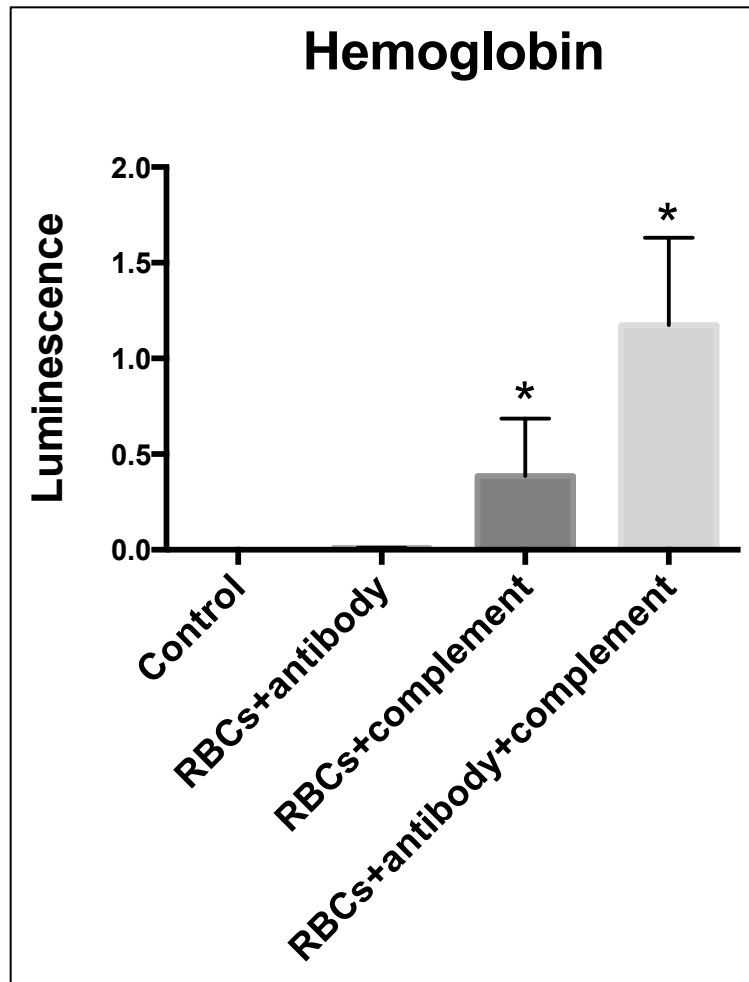 Hemoglobin
Luminescence
2.0
1.5
1.0
0.5
0.0
*
*
Control
RBCs+antibody
RBCs+complement
RBCs+antibody+complement